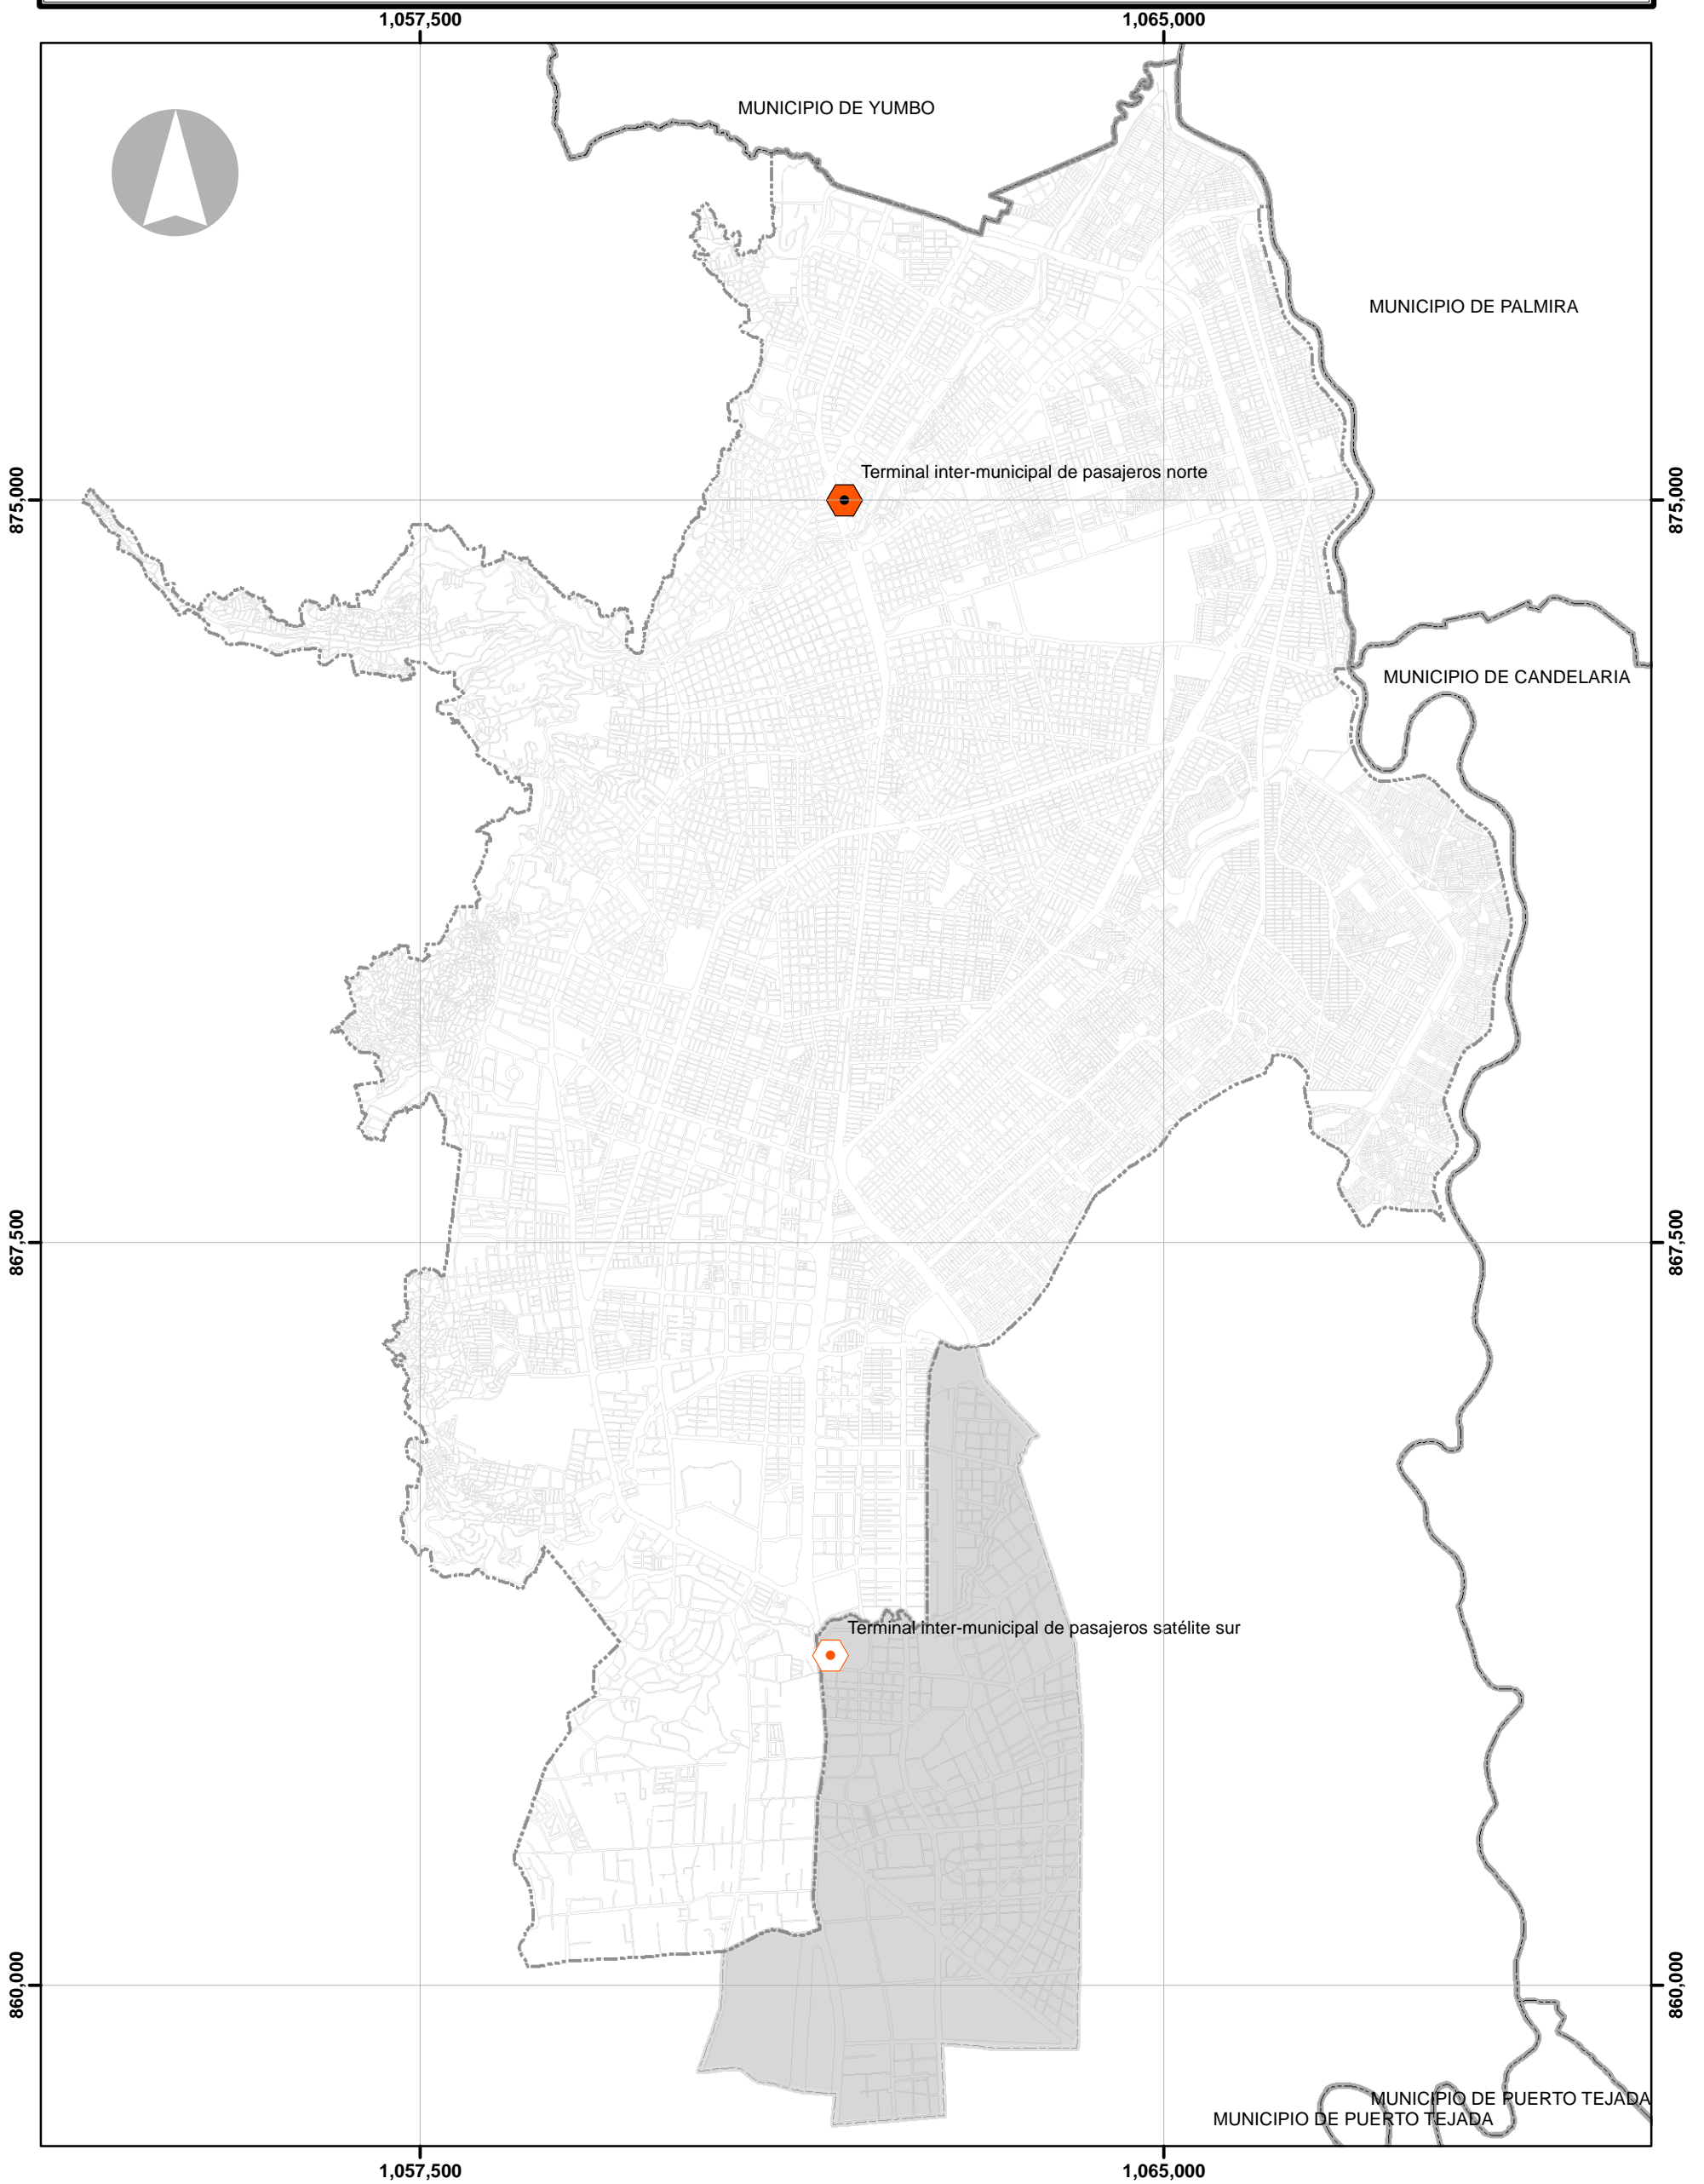 1,057,500 1,065,000
MUNICIPIO DE YUMBO
MUNICIPIO DE PALMIRA
Terminal inter-municipal de pasajeros norte
875,000 875,000
MUNICIPIO DE CANDELARIA
867,500 867,500
Terminal inter-municipal de pasajeros satélite sur
860,000 860,000
MUNICIPIO DE PUERTO TEJADA
MUNICIPIO DE PUERTO TEJADA
1,057,500 1,065,000